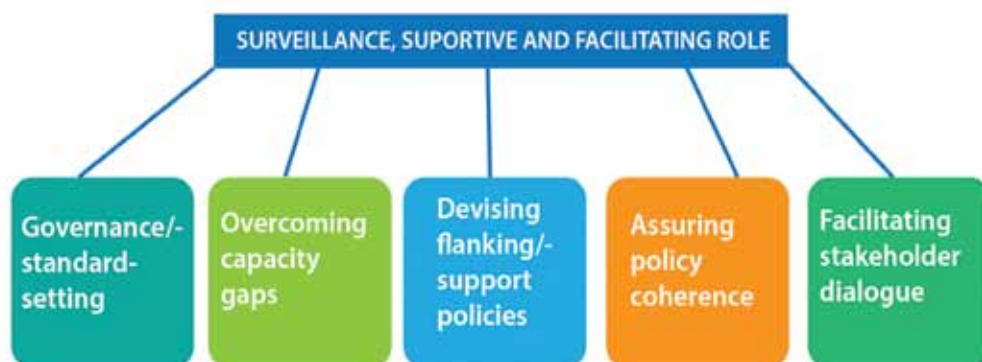 SURVEILLANCE, SUPORTIVE AND FACILITATING ROLE
Governance/-
standard-
setting
Overcoming
capacity
gaps
Devising
flanking/-
support
policies
Assuring
policy
coherence
Facilitating
stakeholder
dialogue